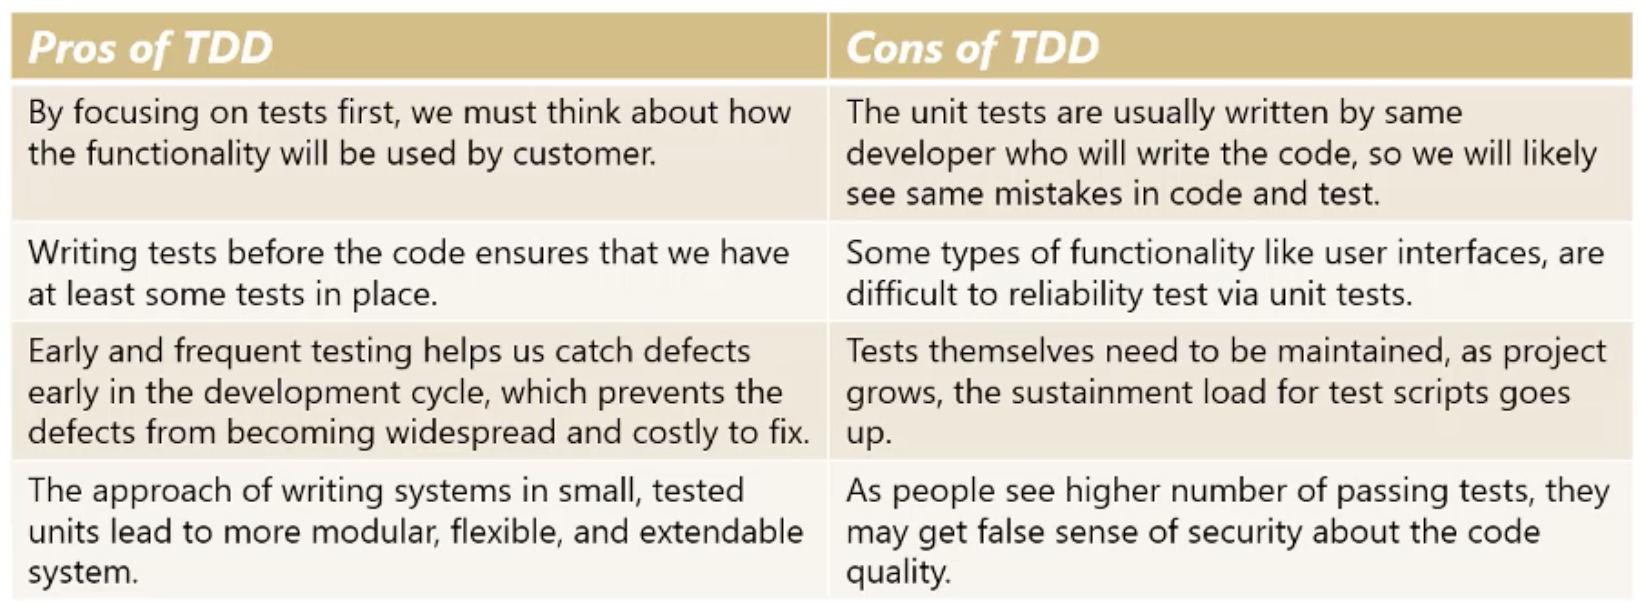 Pros of TDD
Cons of TDD
By focusing on tests first, we must think about how
the functionality will be used by customer.
The unit tests are usually written by same
developer who will write the code, so we will likely
see same mistakes in code and test.
Writing tests before the code ensures that we have
at least some tests in place.
Some types of functionality like user interfaces, are
difficult to reliability test via unit tests.
Early and frequent testing helps us catch defects
early in the development cycle, which prevents the
defects from becoming widespread and costly to fix.
Tests themselves need to be maintained, as project
grows, the sustainment load for test scripts goes
up.
The approach of writing systems in small, tested
units lead to more modular, flexible, and extendable
system.
As people see higher number of passing tests, they
may get false sense of security about the code
quality.